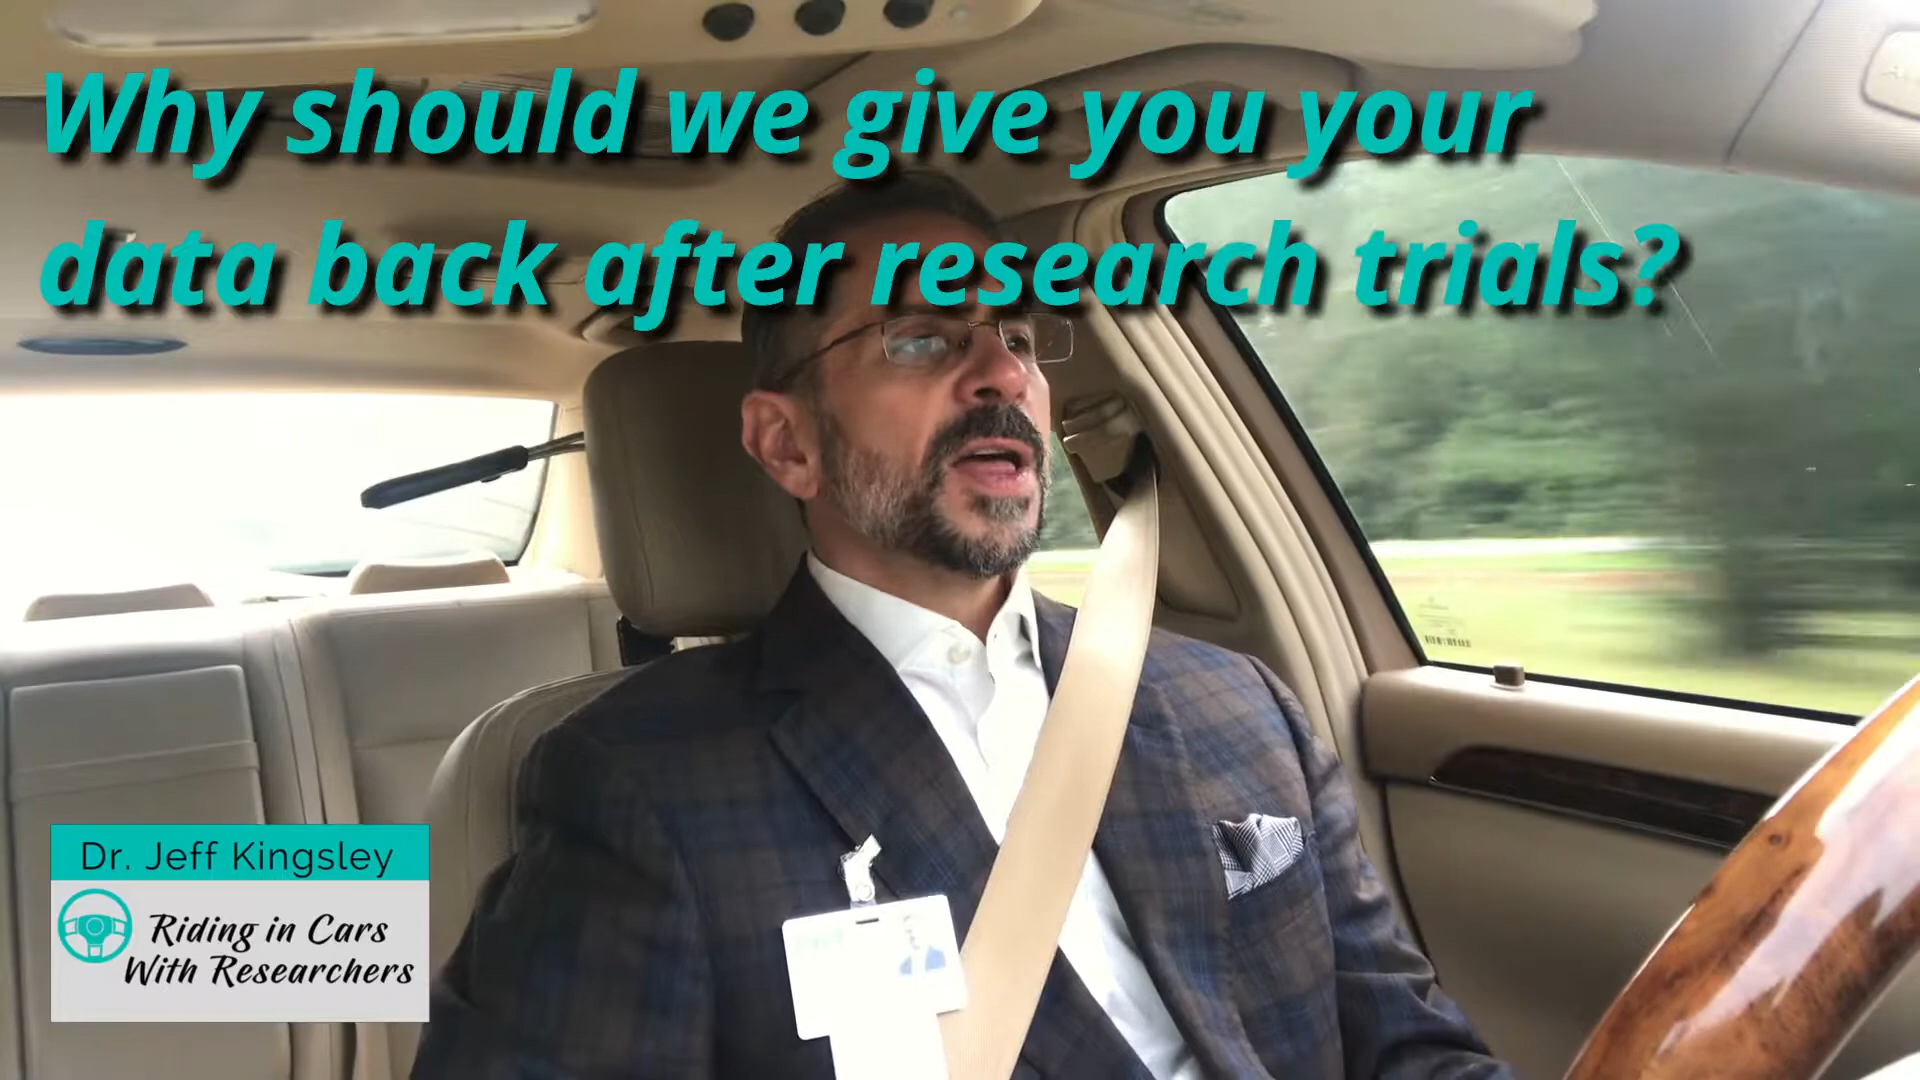 Why should we give you your
data back after research trials?
Dr. Jeff Kingsley
Riding in Cars
With Researchers